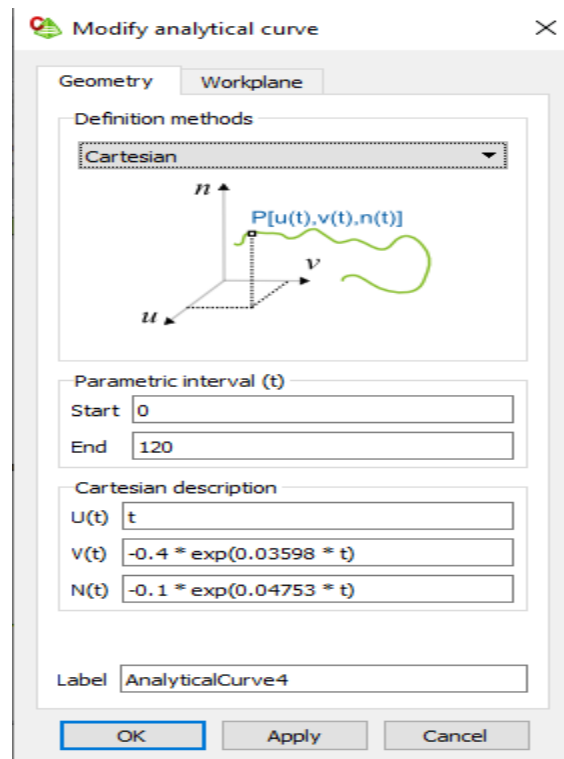 Modify analytical curve
Geometry Workplane
Definition methods
Cartesian
n
P[u(t),v(t),n(t)]
v
u
Parametric interval (t)
Start 0
End 120
Cartesian description
U(t) t
V(t) -0.4 * exp(0.03598 * t)
N(t) -0.1 * exp(0.04753 * t)
Label AnalyticalCurve4
OK Apply Cancel